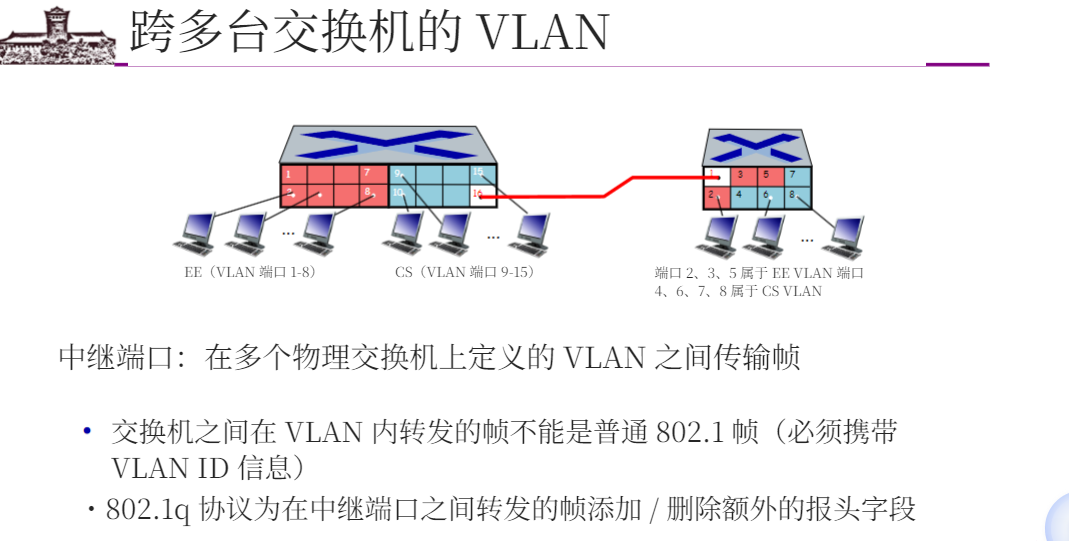 跨多台交换机的 VLAN
1 7 9 15
2 8 10 16
1 3 5 7
2 4 6 8
... ... ...
EE（VLAN 端口 1-8） CS（VLAN 端口 9-15）
端口 2、3、5 属于 EE VLAN 端口
4、6、7、8 属于 CS VLAN
中继端口：在多个物理交换机上定义的 VLAN 之间传输帧
• 交换机之间在 VLAN 内转发的帧不能是普通 802.1 帧（必须携带
VLAN ID 信息）
・802.1q 协议为在中继端口之间转发的帧添加 / 删除额外的报头字段